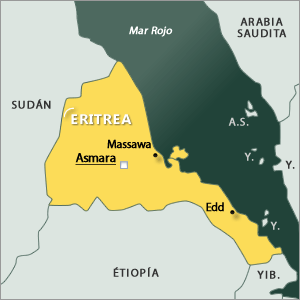 Mar Rojo
ARABIA
SAUDITA
SUDÁN
ERITREA
A.S.
Massawa
Asmara
Y.
Y.
Edd
Y.
ÉTIOPÍA
YIB.